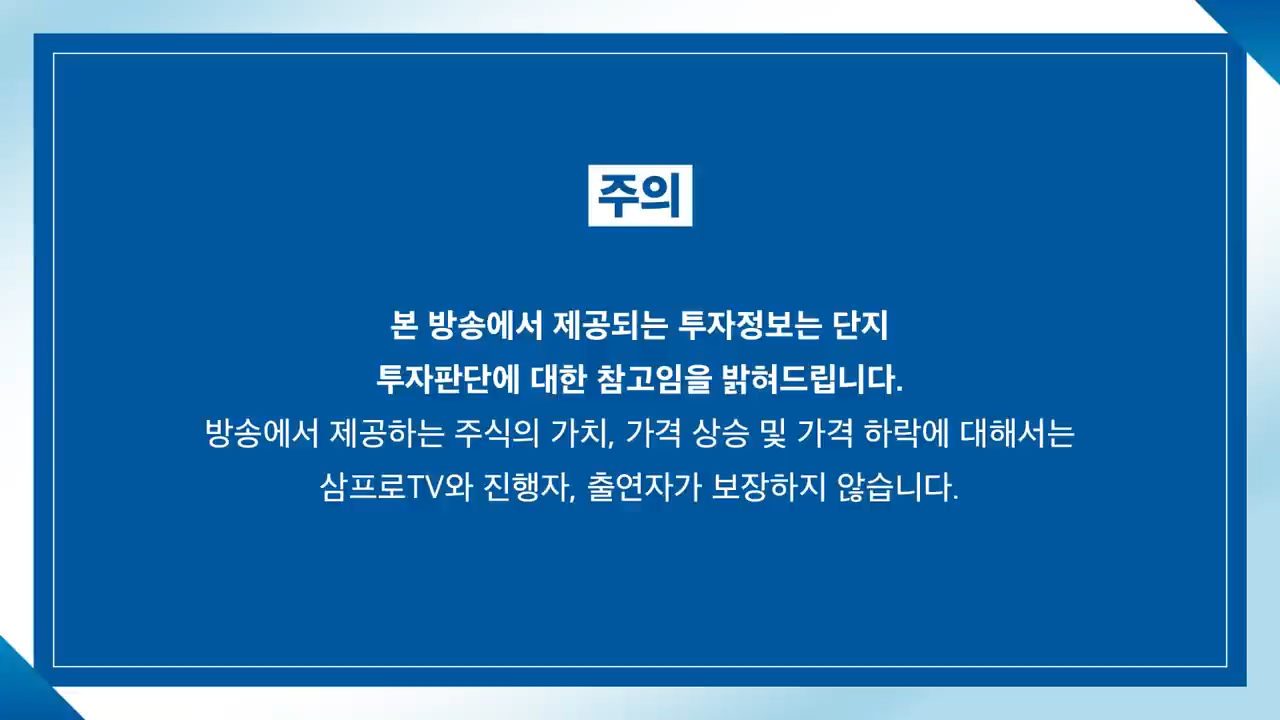 주의
본 방송에서 제공되는 투자정보는 단지
투자판단에 대한 참고임을 밝혀드립니다.
방송에서 제공하는 주식의 가치, 가격 상승 및 가격 하락에 대해서는
삼프로TV와 진행자, 출연자가 보장하지 않습니다.